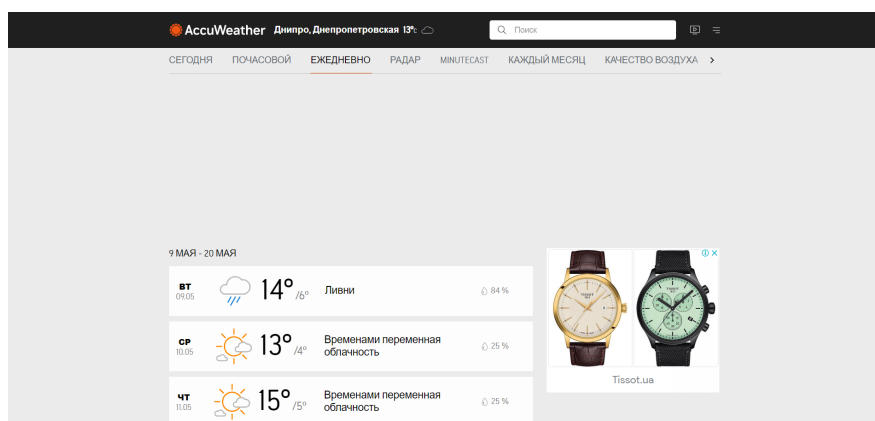 AccuWeather Днипро, Днепропетровская 13°c Поиск
СЕГОДНЯ ПОЧАСОВОЙ ЕЖЕДНЕВНО РАДАР MINUTECAST КАЖДЫЙ МЕСЯЦ КАЧЕСТВО ВОЗДУХА >
9 МАЯ - 20 МАЯ
ВТ
09.05
14° /6°
Ливни
84 %
СР
10.05
13° /4°
Временами переменная
облачность
25 %
ЧТ
11.05
15° /5°
Временами переменная
облачность
25 %
TISSOT
Tissot.ua